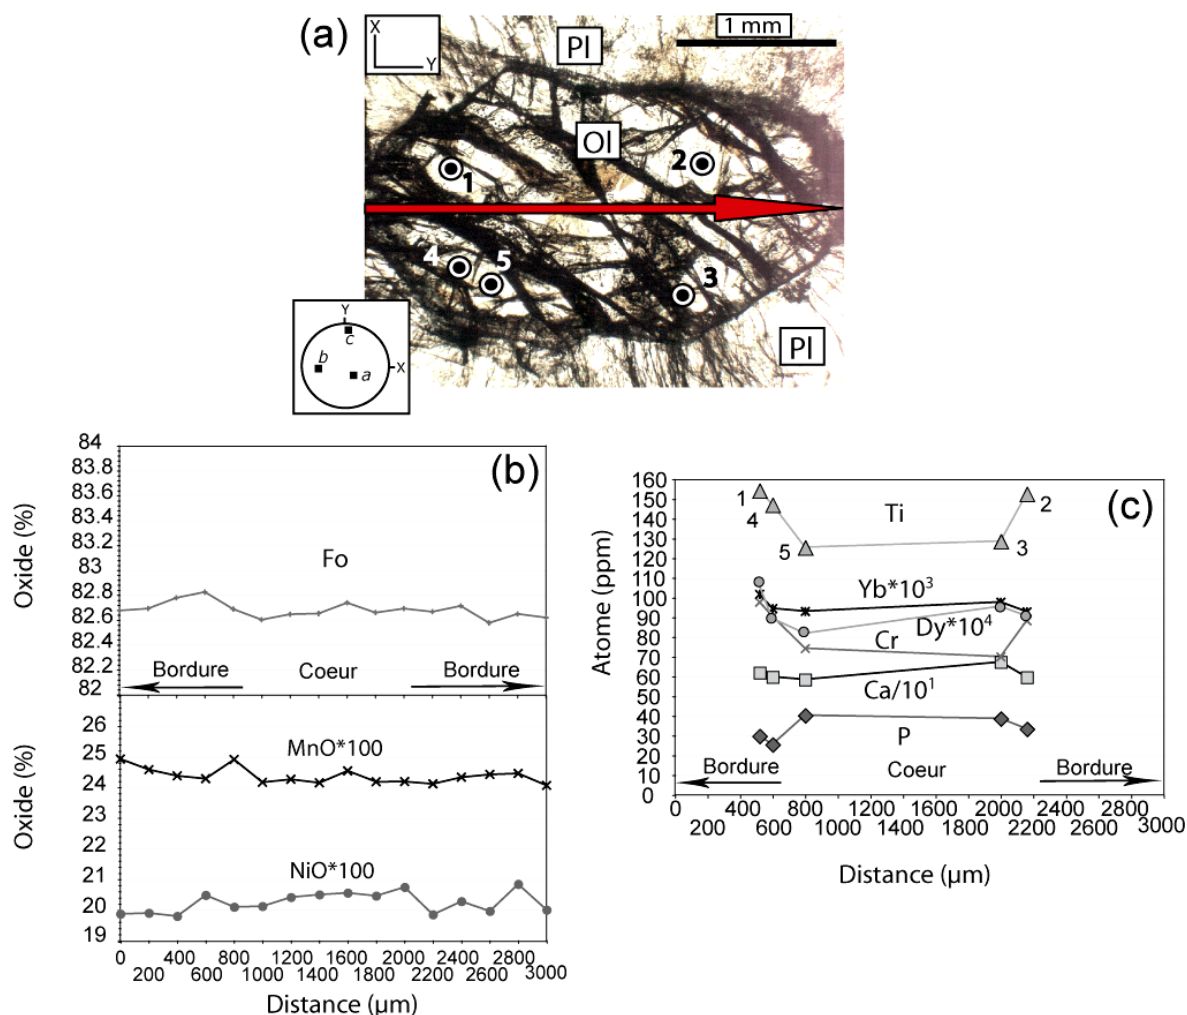 (a)
X
Y
1 mm
Pl
Ol
1
2
4
5
3
Pl
Y
c
b
a
X
(b)
Oxide (%)
84
83.8
83.6
83.4
83.2
83
82.8
82.6
82.4
82.2
82
Fo
Bordure
Coeur
Bordure
Oxide (%)
26
25
24
23
22
21
20
19
MnO*100
NiO*100
0 400 800 1200 1600 2000 2400 2800
200 600 1000 1400 1800 2200 2600 3000
Distance (µm)
(c)
Atome (ppm)
160
150
140
130
120
110
100
90
80
70
60
50
40
30
20
10
0
1
4
5
Ti
2
3
Yb*10³
Dy*10⁴
Cr
Ca/10¹
P
Bordure
Coeur
Bordure
0 400 800 1200 1600 2000 2400 2800
200 600 1000 1400 1800 2200 2600 3000
Distance (µm)